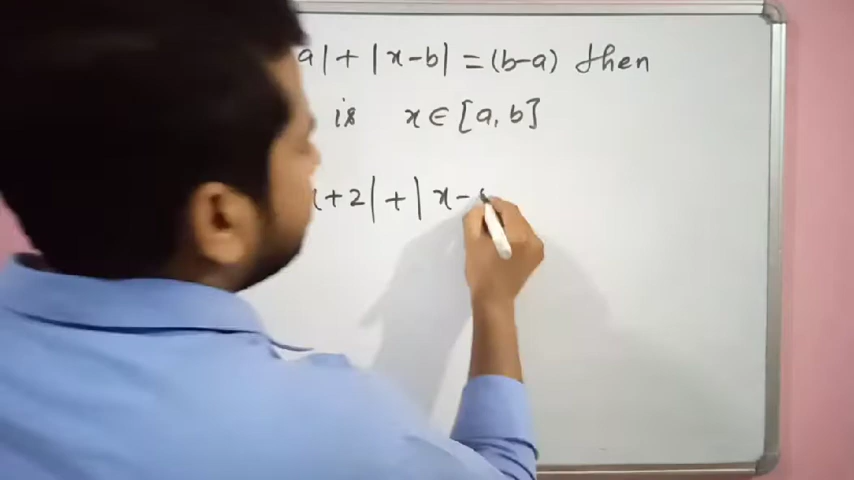 a| + |x-b| = (b-a) then
is x ∈ [a, b]
x+2| + |x-